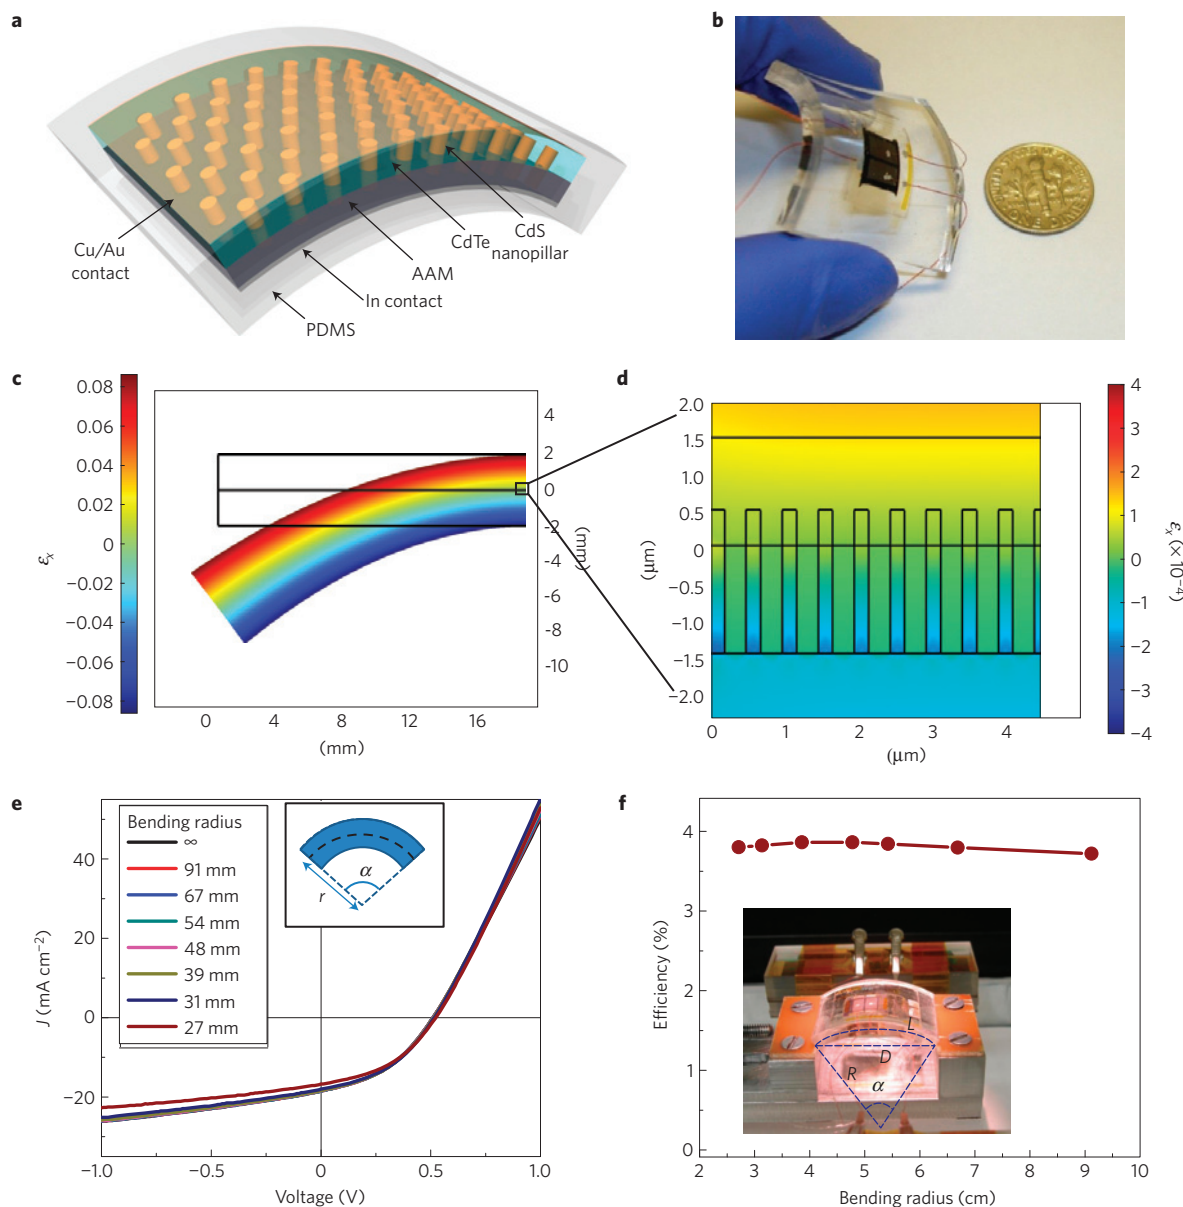 a
Cu/Au
contact
CdTe
CdS
nanopillar
AAM
In contact
PDMS
b
ONE DIME
c
0.08
0.06
0.04
0.02
0
−0.02
−0.04
−0.06
−0.08
εx
4
2
0
-2
-4
-6
-8
-10
(mm)
0 4 8 12 16
(mm)
d
2.0
1.5
1.0
0.5
0
−0.5
−1.0
−1.5
−2.0
(μm)
0 1 2 3 4
(μm)
4
3
2
1
0
−1
−2
−3
−4
εx (× 10−4)
e
Bending radius
∞
91 mm
67 mm
54 mm
48 mm
39 mm
31 mm
27 mm
α
r
40
20
0
−20
J (mA cm−2)
−1.0 −0.5 0 0.5 1.0
Voltage (V)
f
4
3
2
1
0
Efficiency (%)
L
D
R
α
2 3 4 5 6 7 8 9 10
Bending radius (cm)